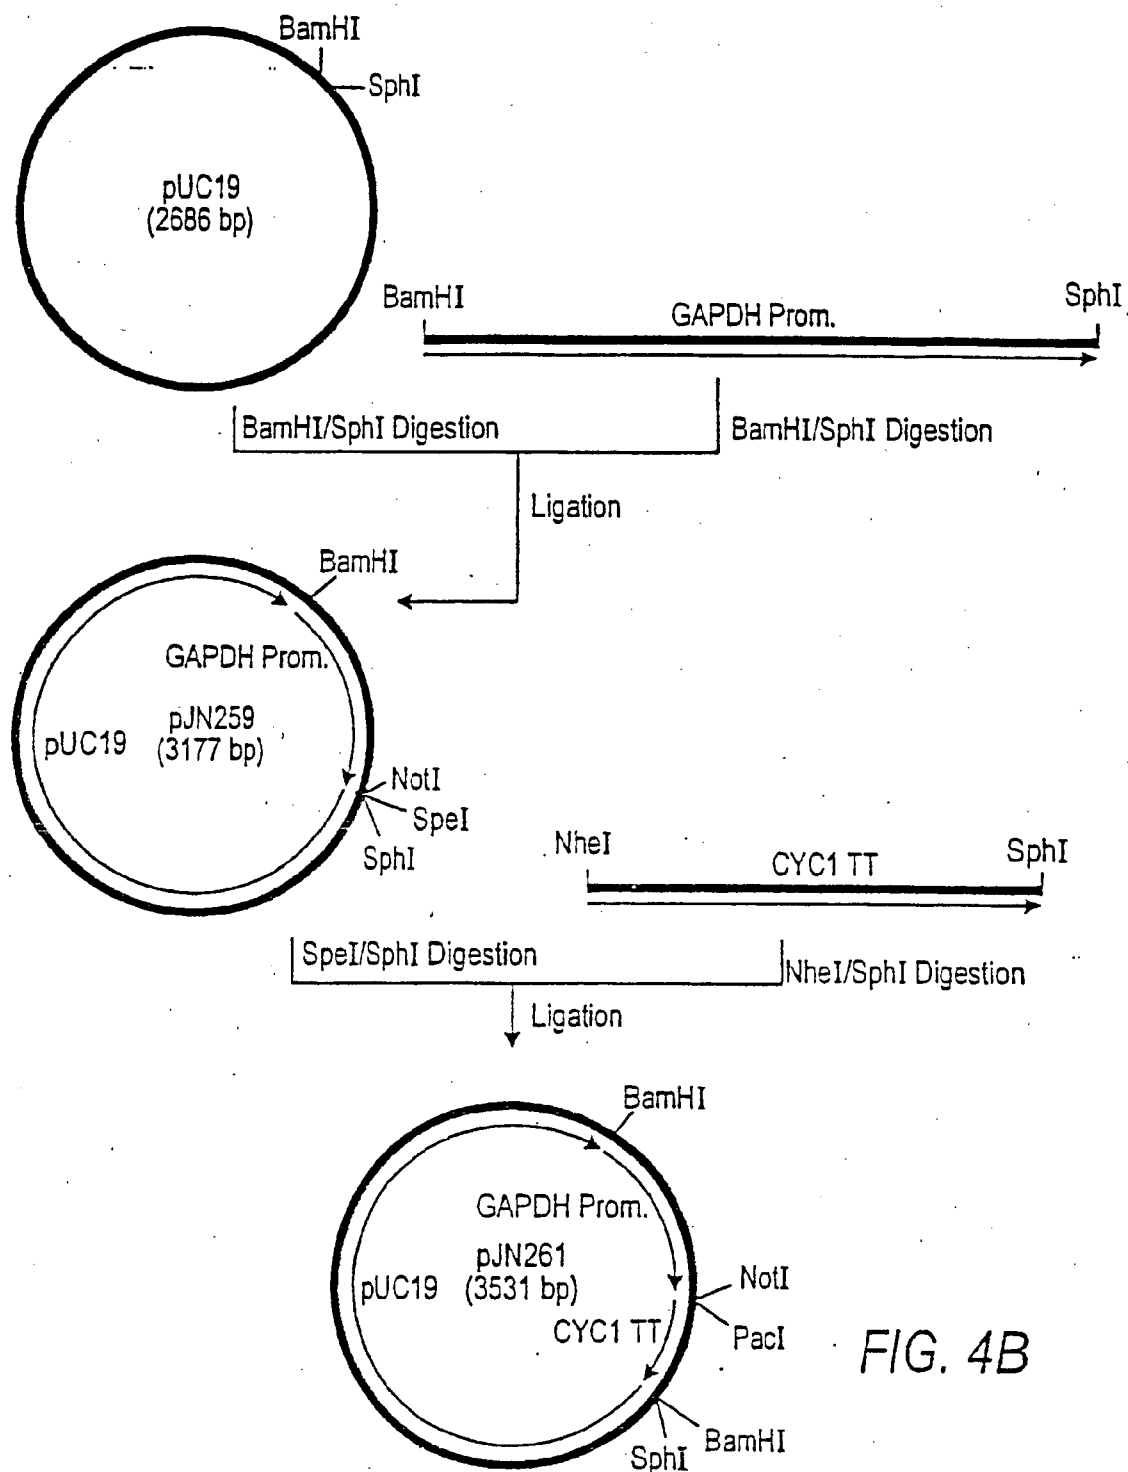 BamHI
SphI
pUC19
(2686 bp)
BamHI
SphI
GAPDH Prom.
BamHI/SphI Digestion
BamHI/SphI Digestion
Ligation
BamHI
GAPDH Prom.
pJN259
pUC19
(3177 bp)
NotI
SpeI
SphI
NheI
SphI
CYC1 TT
SpeI/SphI Digestion
NheI/SphI Digestion
Ligation
BamHI
GAPDH Prom.
pJN261
pUC19
(3531 bp)
NotI
CYC1 TT
PacI
FIG. 4B
BamHI
SphI